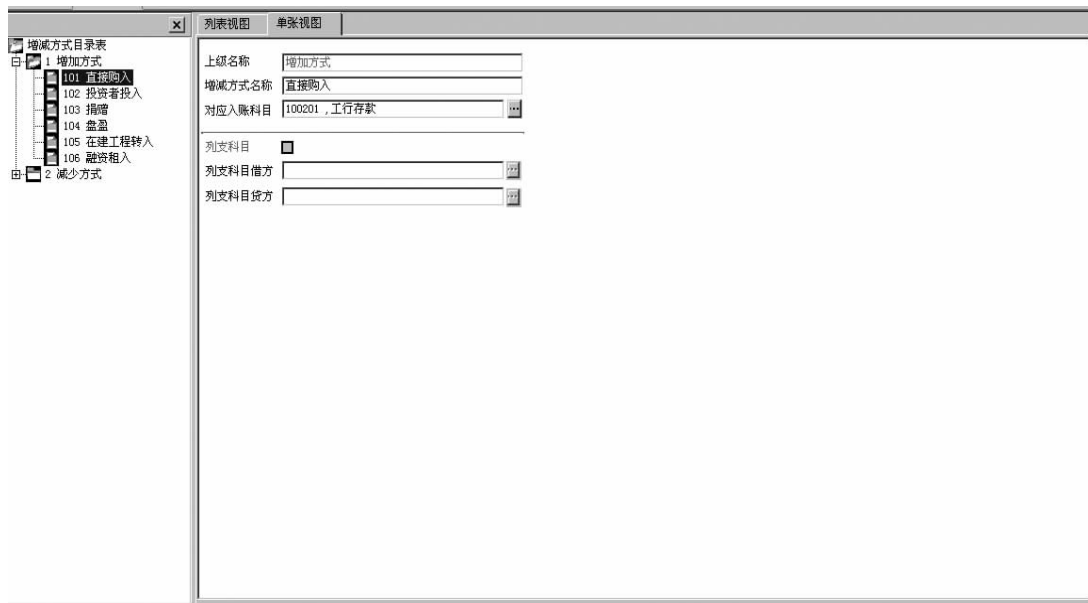 列表视图 单张视图
增减方式目录表
1 增加方式
101 直接购入
102 投资者投入
103 捐赠
104 盘盈
105 在建工程转入
106 融资租入
2 减少方式
上级名称 增加方式
增减方式名称 直接购入
对应入账科目 100201 ,工行存款
列支科目
列支科目借方
列支科目贷方